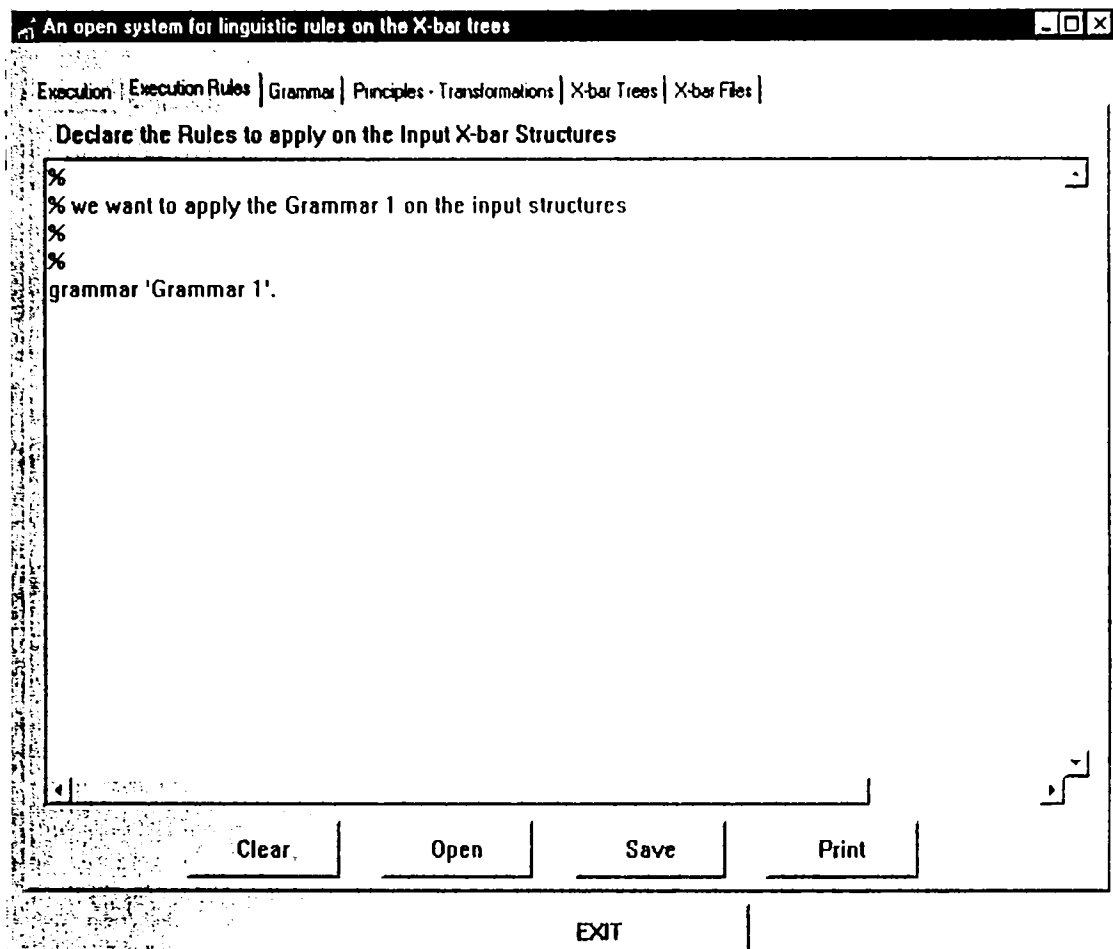 An open system for linguistic rules on the X-bar trees
Execution Execution Rules Grammar Principles - Transformations X-bar Trees X-bar Files
Declare the Rules to apply on the Input X-bar Structures
%
% we want to apply the Grammar 1 on the input structures
%
%
grammar 'Grammar 1'.
Clear Open Save Print
EXIT